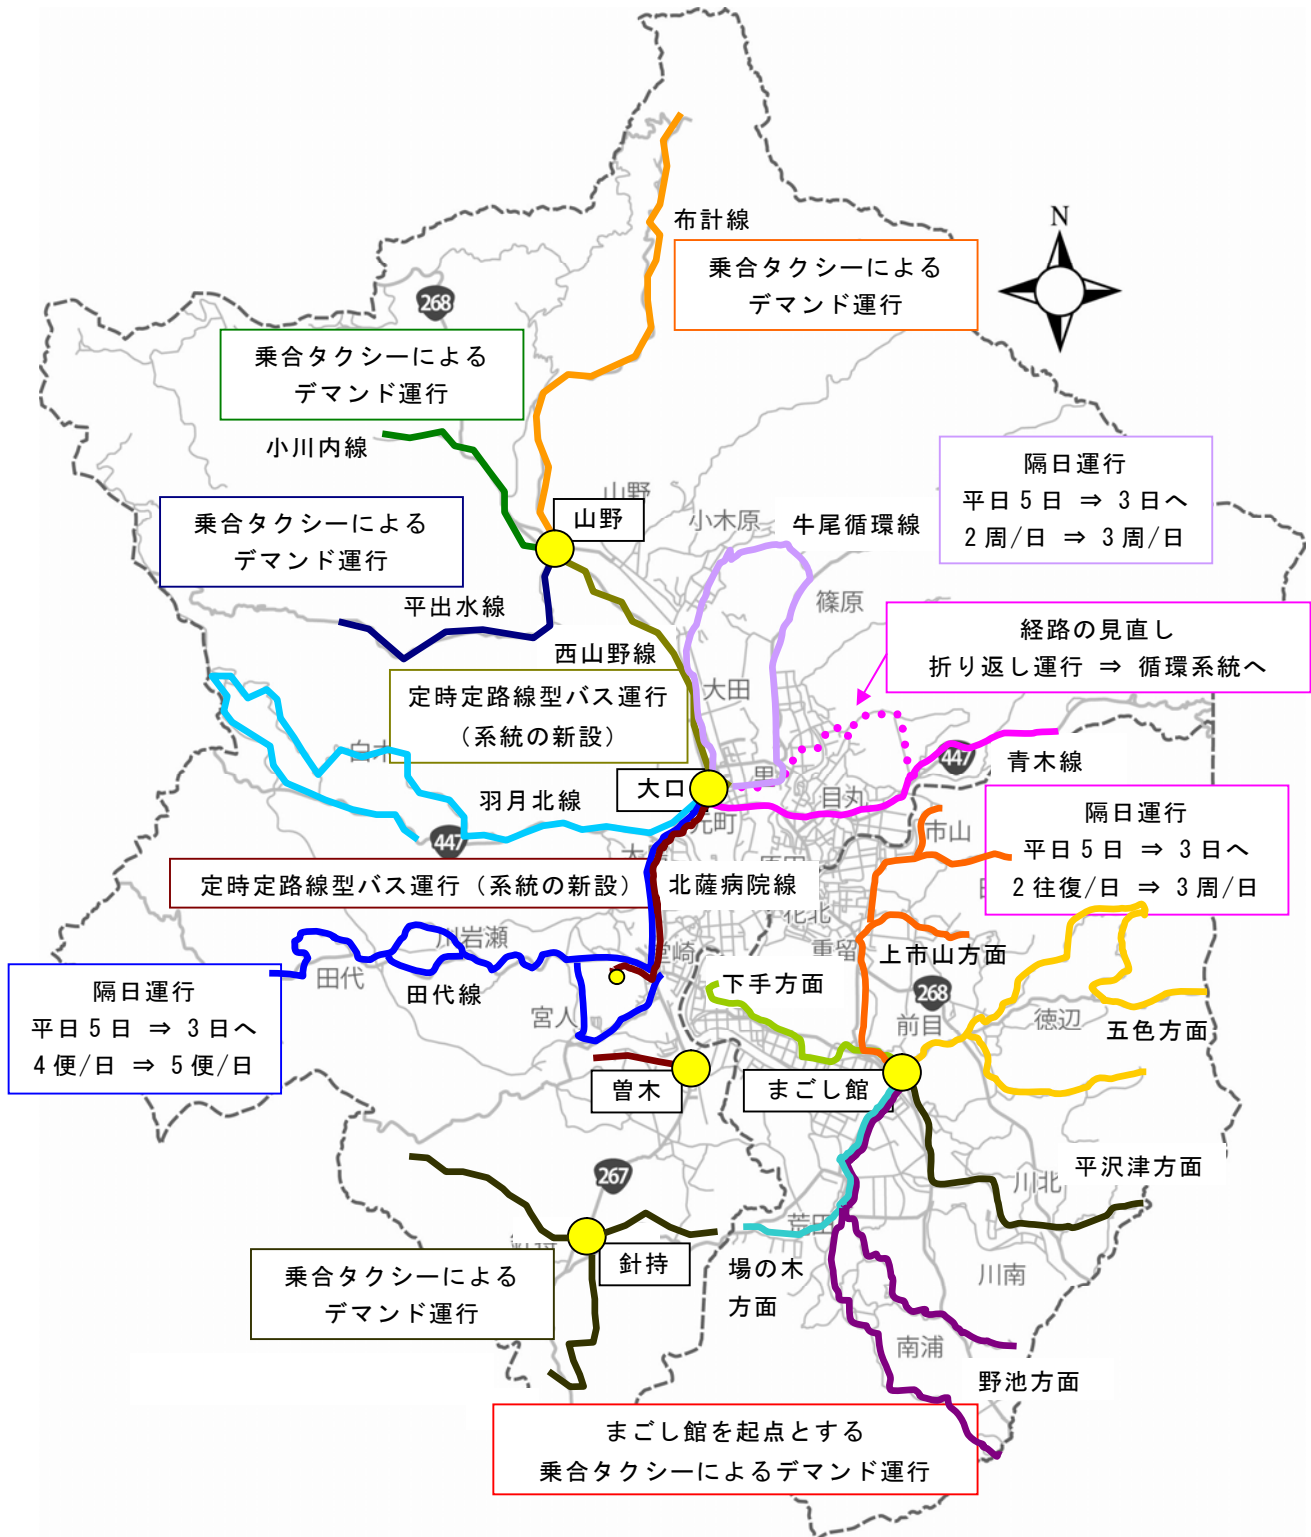 N
布計線
乗合タクシーによる
デマンド運行
268
乗合タクシーによる
デマンド運行
小川内線
隔日運行
平日 5 日 ⇒ 3 日へ
2 周/日 ⇒ 3 周/日
山野
山野
小木原
牛尾循環線
乗合タクシーによる
デマンド運行
平出水線
篠原
経路の見直し
折り返し運行 ⇒ 循環系統へ
西山野線
定時定路線型バス運行
（系統の新設）
大田
白木
里
447
青木線
大口
目丸
羽月北線
元町
447
隔日運行
平日 5 日 ⇒ 3 日へ
2 往復/日 ⇒ 3 周/日
市山
定時定路線型バス運行（系統の新設）
北薩病院線
花北
重留
上市山方面
川岩瀬
田代
田代線
堂崎
下手方面
268
前目
徳辺
五色方面
隔日運行
平日 5 日 ⇒ 3 日へ
4 便/日 ⇒ 5 便/日
宮人
曽木
まごし館
平沢津方面
川北
267
荒田
針持
場の木
方面
川南
乗合タクシーによる
デマンド運行
南浦
野池方面
まごし館を起点とする
乗合タクシーによるデマンド運行